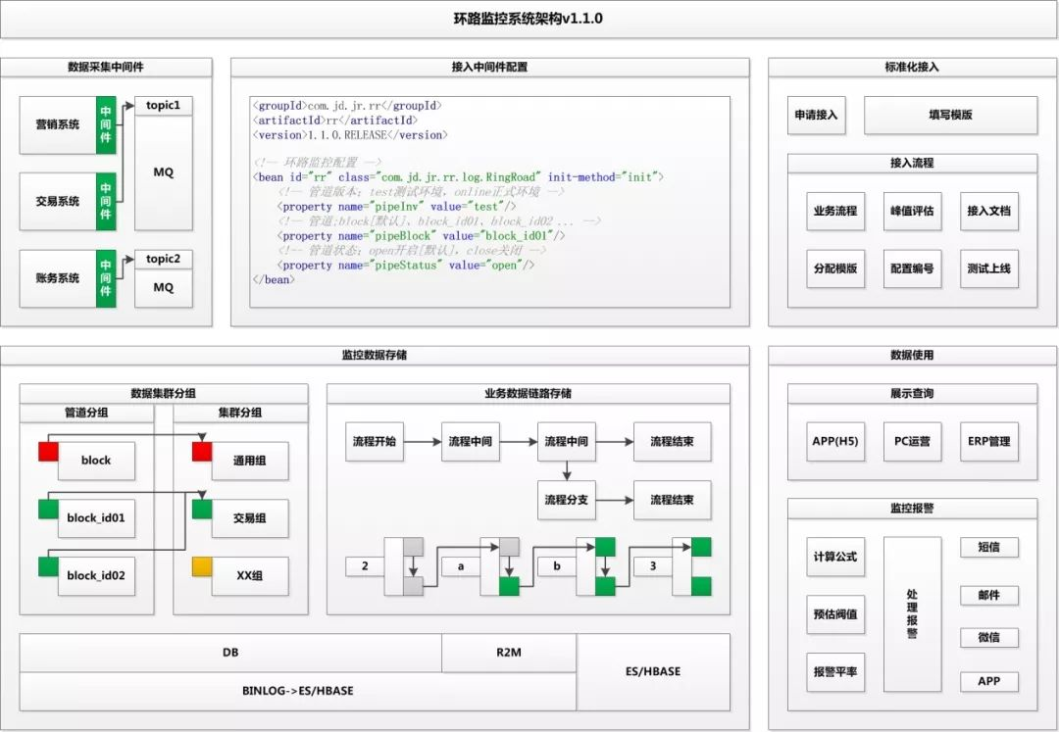 环路监控系统架构v1.1.0
数据采集中间件
营销系统
中间件
topic1
MQ
交易系统
中间件
账务系统
中间件
topic2
MQ
接入中间件配置
<groupId>com.jd.jr.rr</groupId>
<artifactId>rr</artifactId>
<version>1.1.0.RELEASE</version>
<!-- 环路监控配置 -->
<bean id="rr" class="com.jd.jr.rr.log.RingRoad" init-method="init">
<!-- 管道版本：test测试环境，online正式环境 -->
<property name="pipeInv" value="test"/>
<!-- 管道:block[默认]、block_id01、block_id02 ... -->
<property name="pipeBlock" value="block_id01"/>
<!-- 管道状态：open开启[默认]，close关闭 -->
<property name="pipeStatus" value="open"/>
</bean>
标准化接入
申请接入
填写模版
接入流程
业务流程
峰值评估
接入文档
分配模版
配置编号
测试上线
监控数据存储
数据集群分组
管道分组
集群分组
block
通用组
block_id01
交易组
block_id02
XX组
业务数据链路存储
流程开始
流程中间
流程中间
流程结束
流程分支
流程结束
2
a
b
3
DB
R2M
BINLOG->ES/HBASE
ES/HBASE
数据使用
展示查询
APP(H5)
PC运营
ERP管理
监控报警
计算公式
预估阀值
报警平率
处理报警
短信
邮件
微信
APP